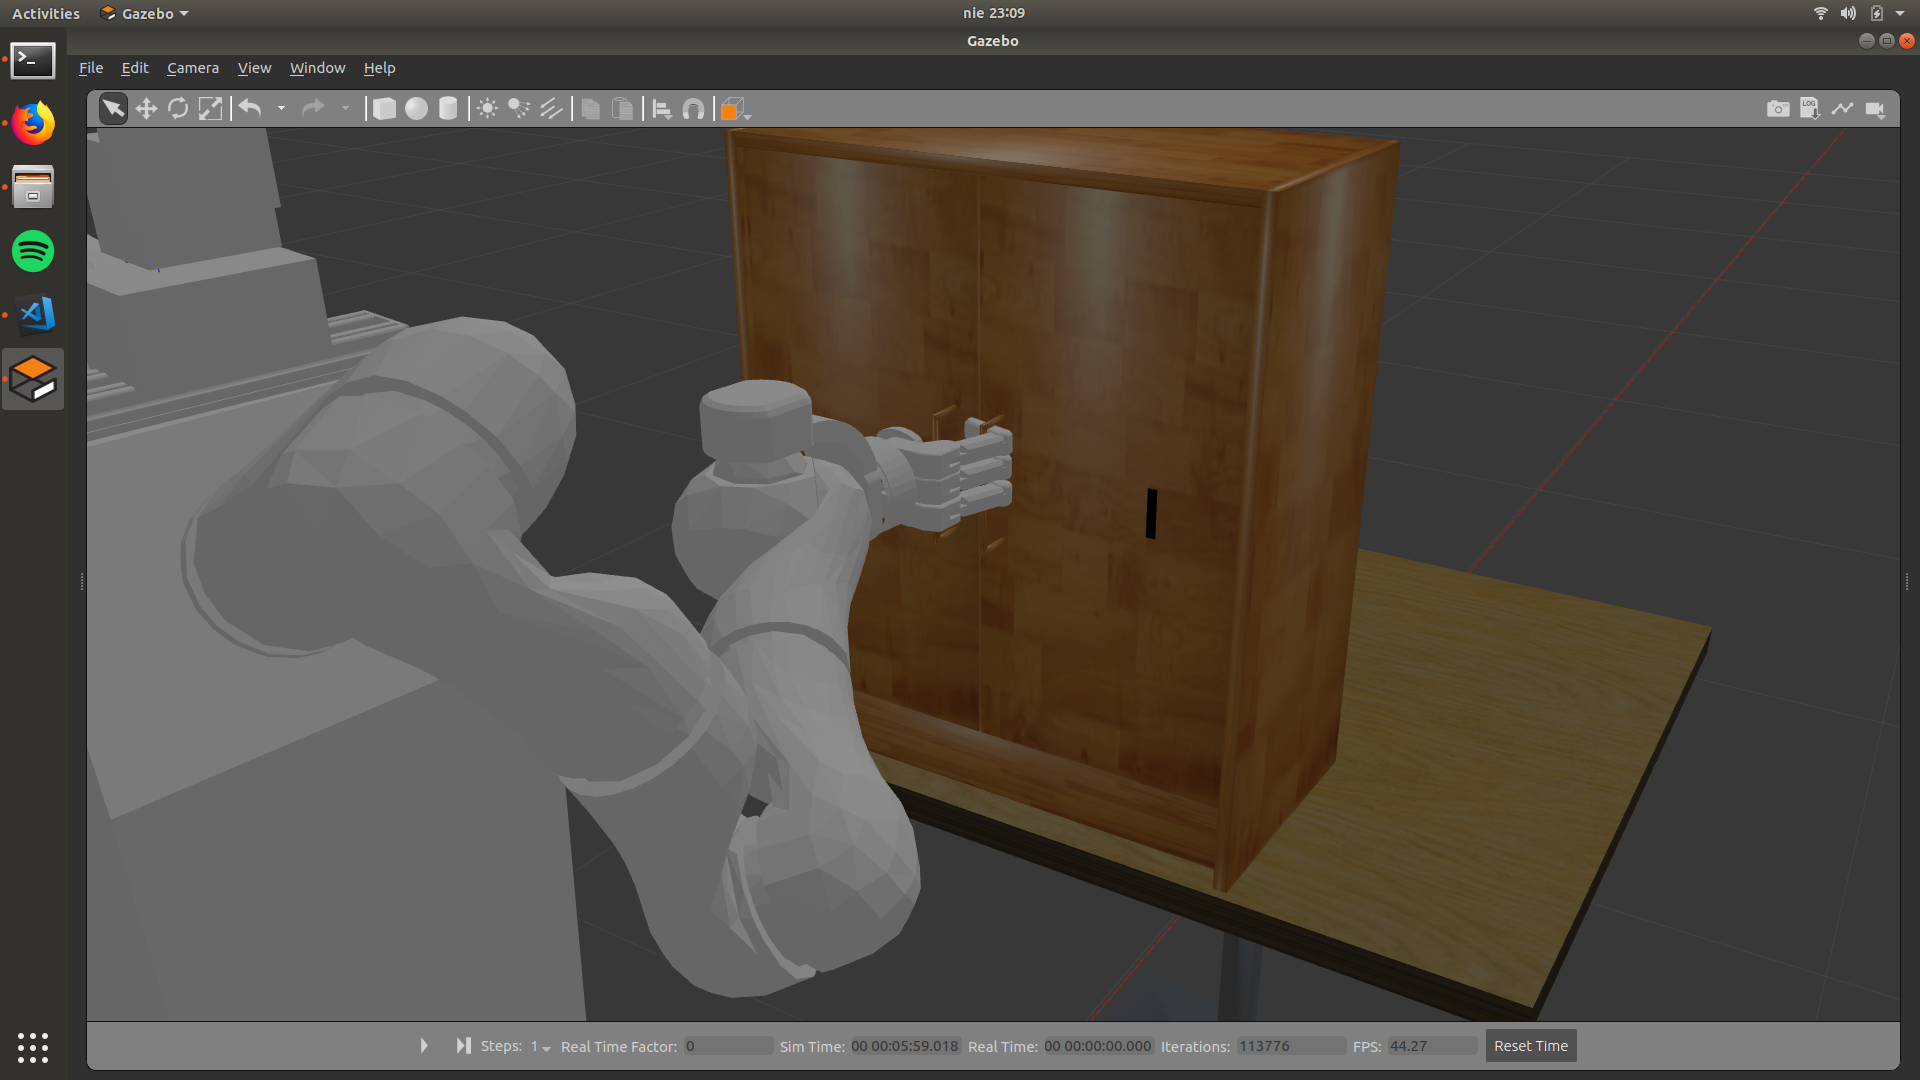 Activities Gazebo nie 23:09
Gazebo
File Edit Camera View Window Help
LOG
Steps: 1 Real Time Factor: 0 Sim Time: 00 00:05:59.018 Real Time: 00 00:00:00.000 Iterations: 113776 FPS: 44.27 Reset Time